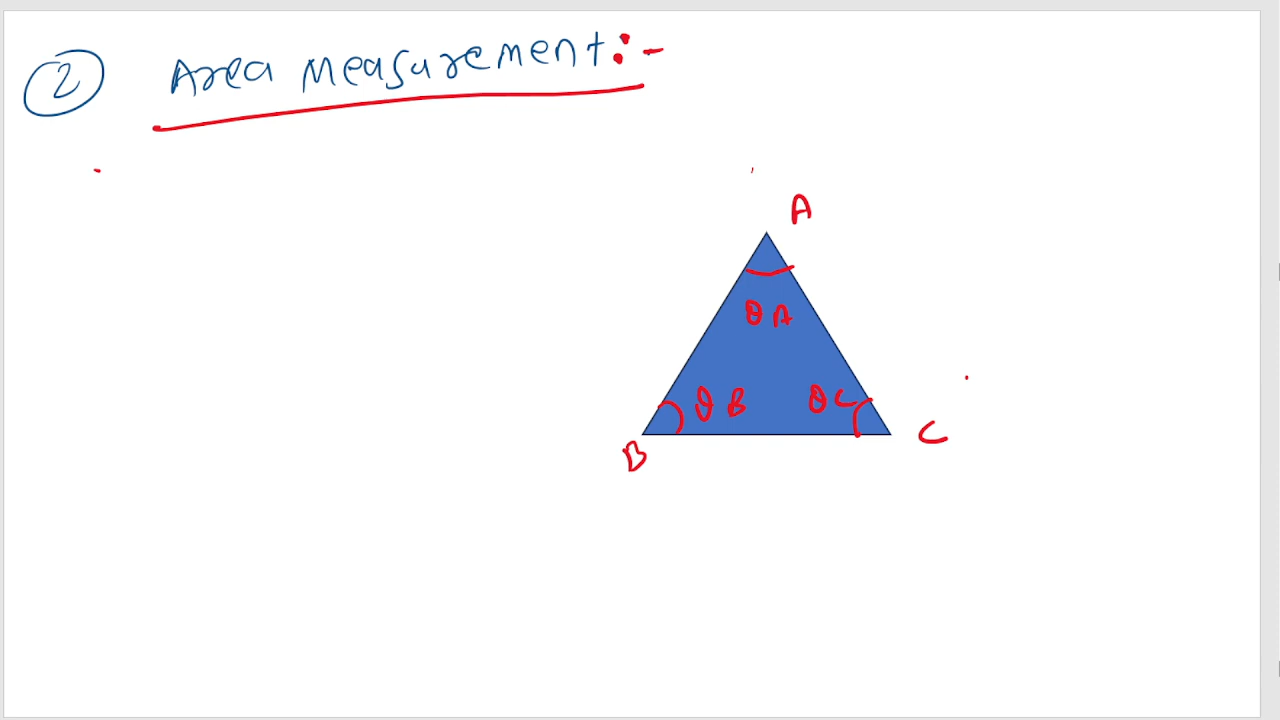 ② Area Measurement:-
A
θA
θB θC
B C